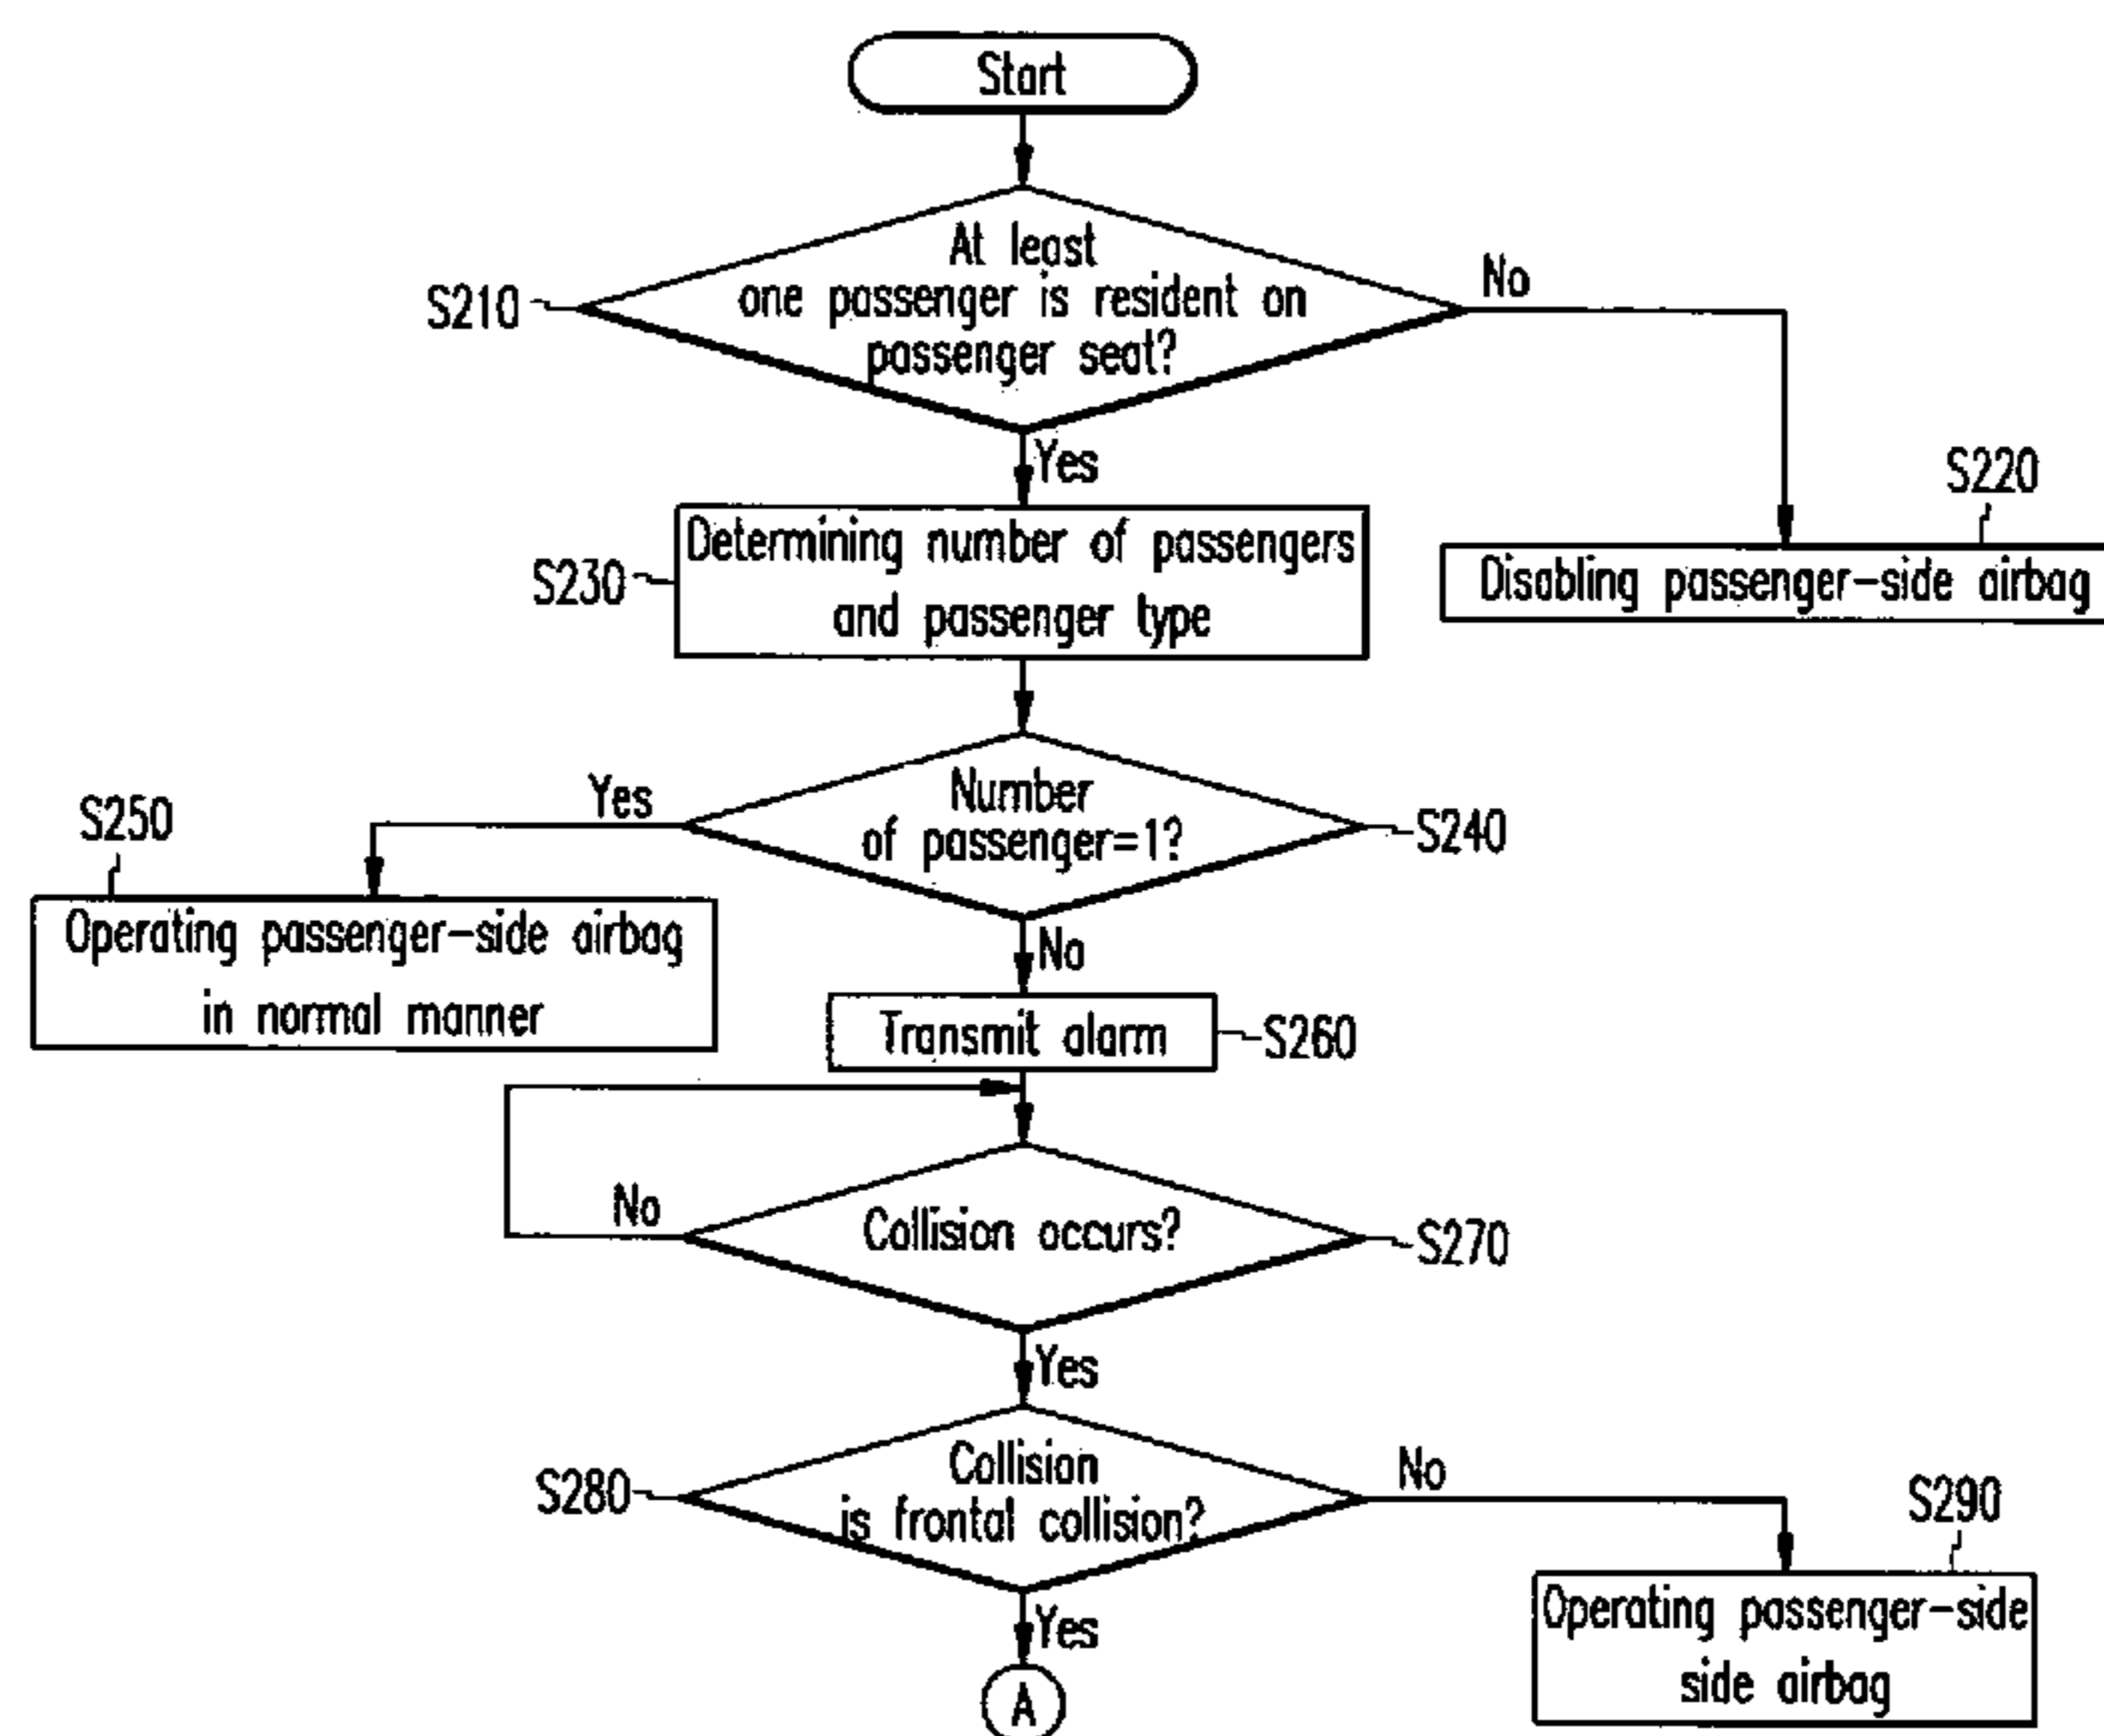 Start
At least
one passenger is resident on
passenger seat?
S210
No
Yes
S220
Disabling passenger-side airbag
Determining number of passengers
and passenger type
S230
Number
of passenger=1?
S240
Yes
S250
Operating passenger-side airbag
in normal manner
No
Transmit alarm
S260
Collision occurs?
No
S270
Yes
Collision
is frontal collision?
S280
No
S290
Operating passenger-side
side airbag
Yes
A